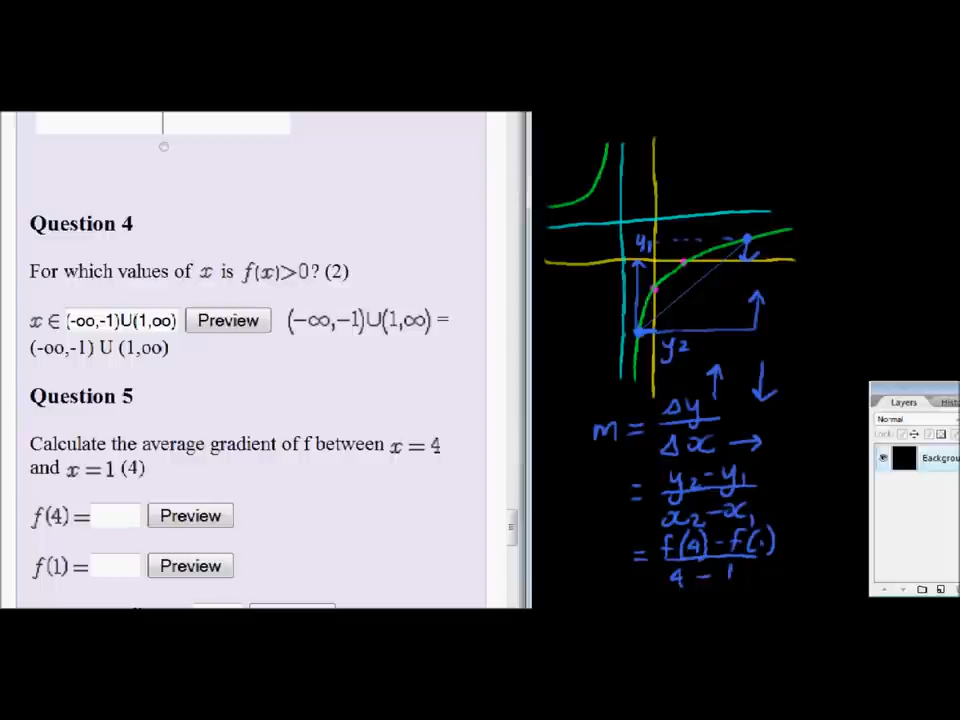 Question 4
For which values of x is f(x)>0? (2)
x ∈ (-oo,-1)U(1,oo) Preview (−∞,−1)∪(1,∞) =
(-oo,-1) U (1,oo)
Question 5
Calculate the average gradient of f between x = 4
and x = 1 (4)
f(4) = Preview
f(1) = Preview
y1
y2
m = Δy
Δx →
= y2 - y1
x2 - x1
= f(4) - f(1)
4 - 1
Layers
Normal
Lock: